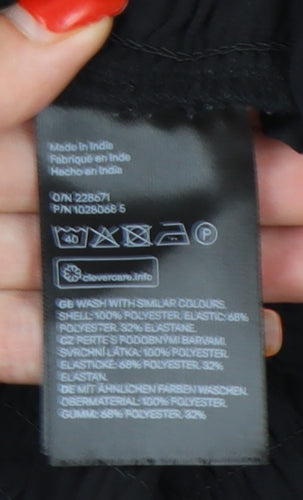 Made in India
Fabriqué en Inde
Hecho en India
O/N 228671
P/N 1028068 5
40
P
clevercare.info
GB WASH WITH SIMILAR COLOURS.
SHELL: 100% POLYESTER. ELASTIC: 68%
POLYESTER. 32% ELASTANE.
CZ PERTE S PODOBNÝMI BARVAMI.
SVRCHNÍ LÁTKA: 100% POLYESTER.
ELASTICKÉ: 68% POLYESTER. 32%
ELASTAN.
DE MIT ÄHNLICHEN FARBEN WASCHEN.
OBERMATERIAL: 100% POLYESTER.
GUMMI: 68% POLYESTER, 32%